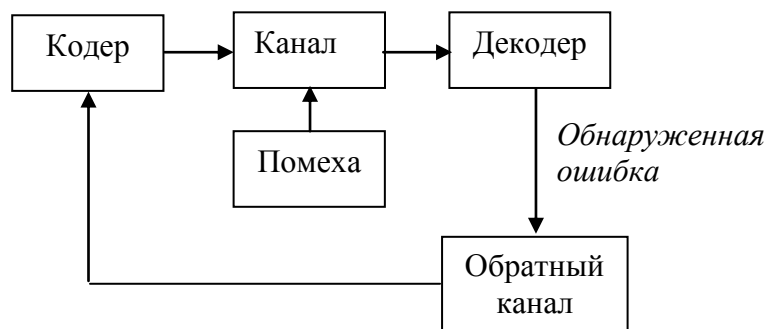 Кодер
Канал
Декодер
Помеха
Обнаруженная
ошибка
Обратный
канал